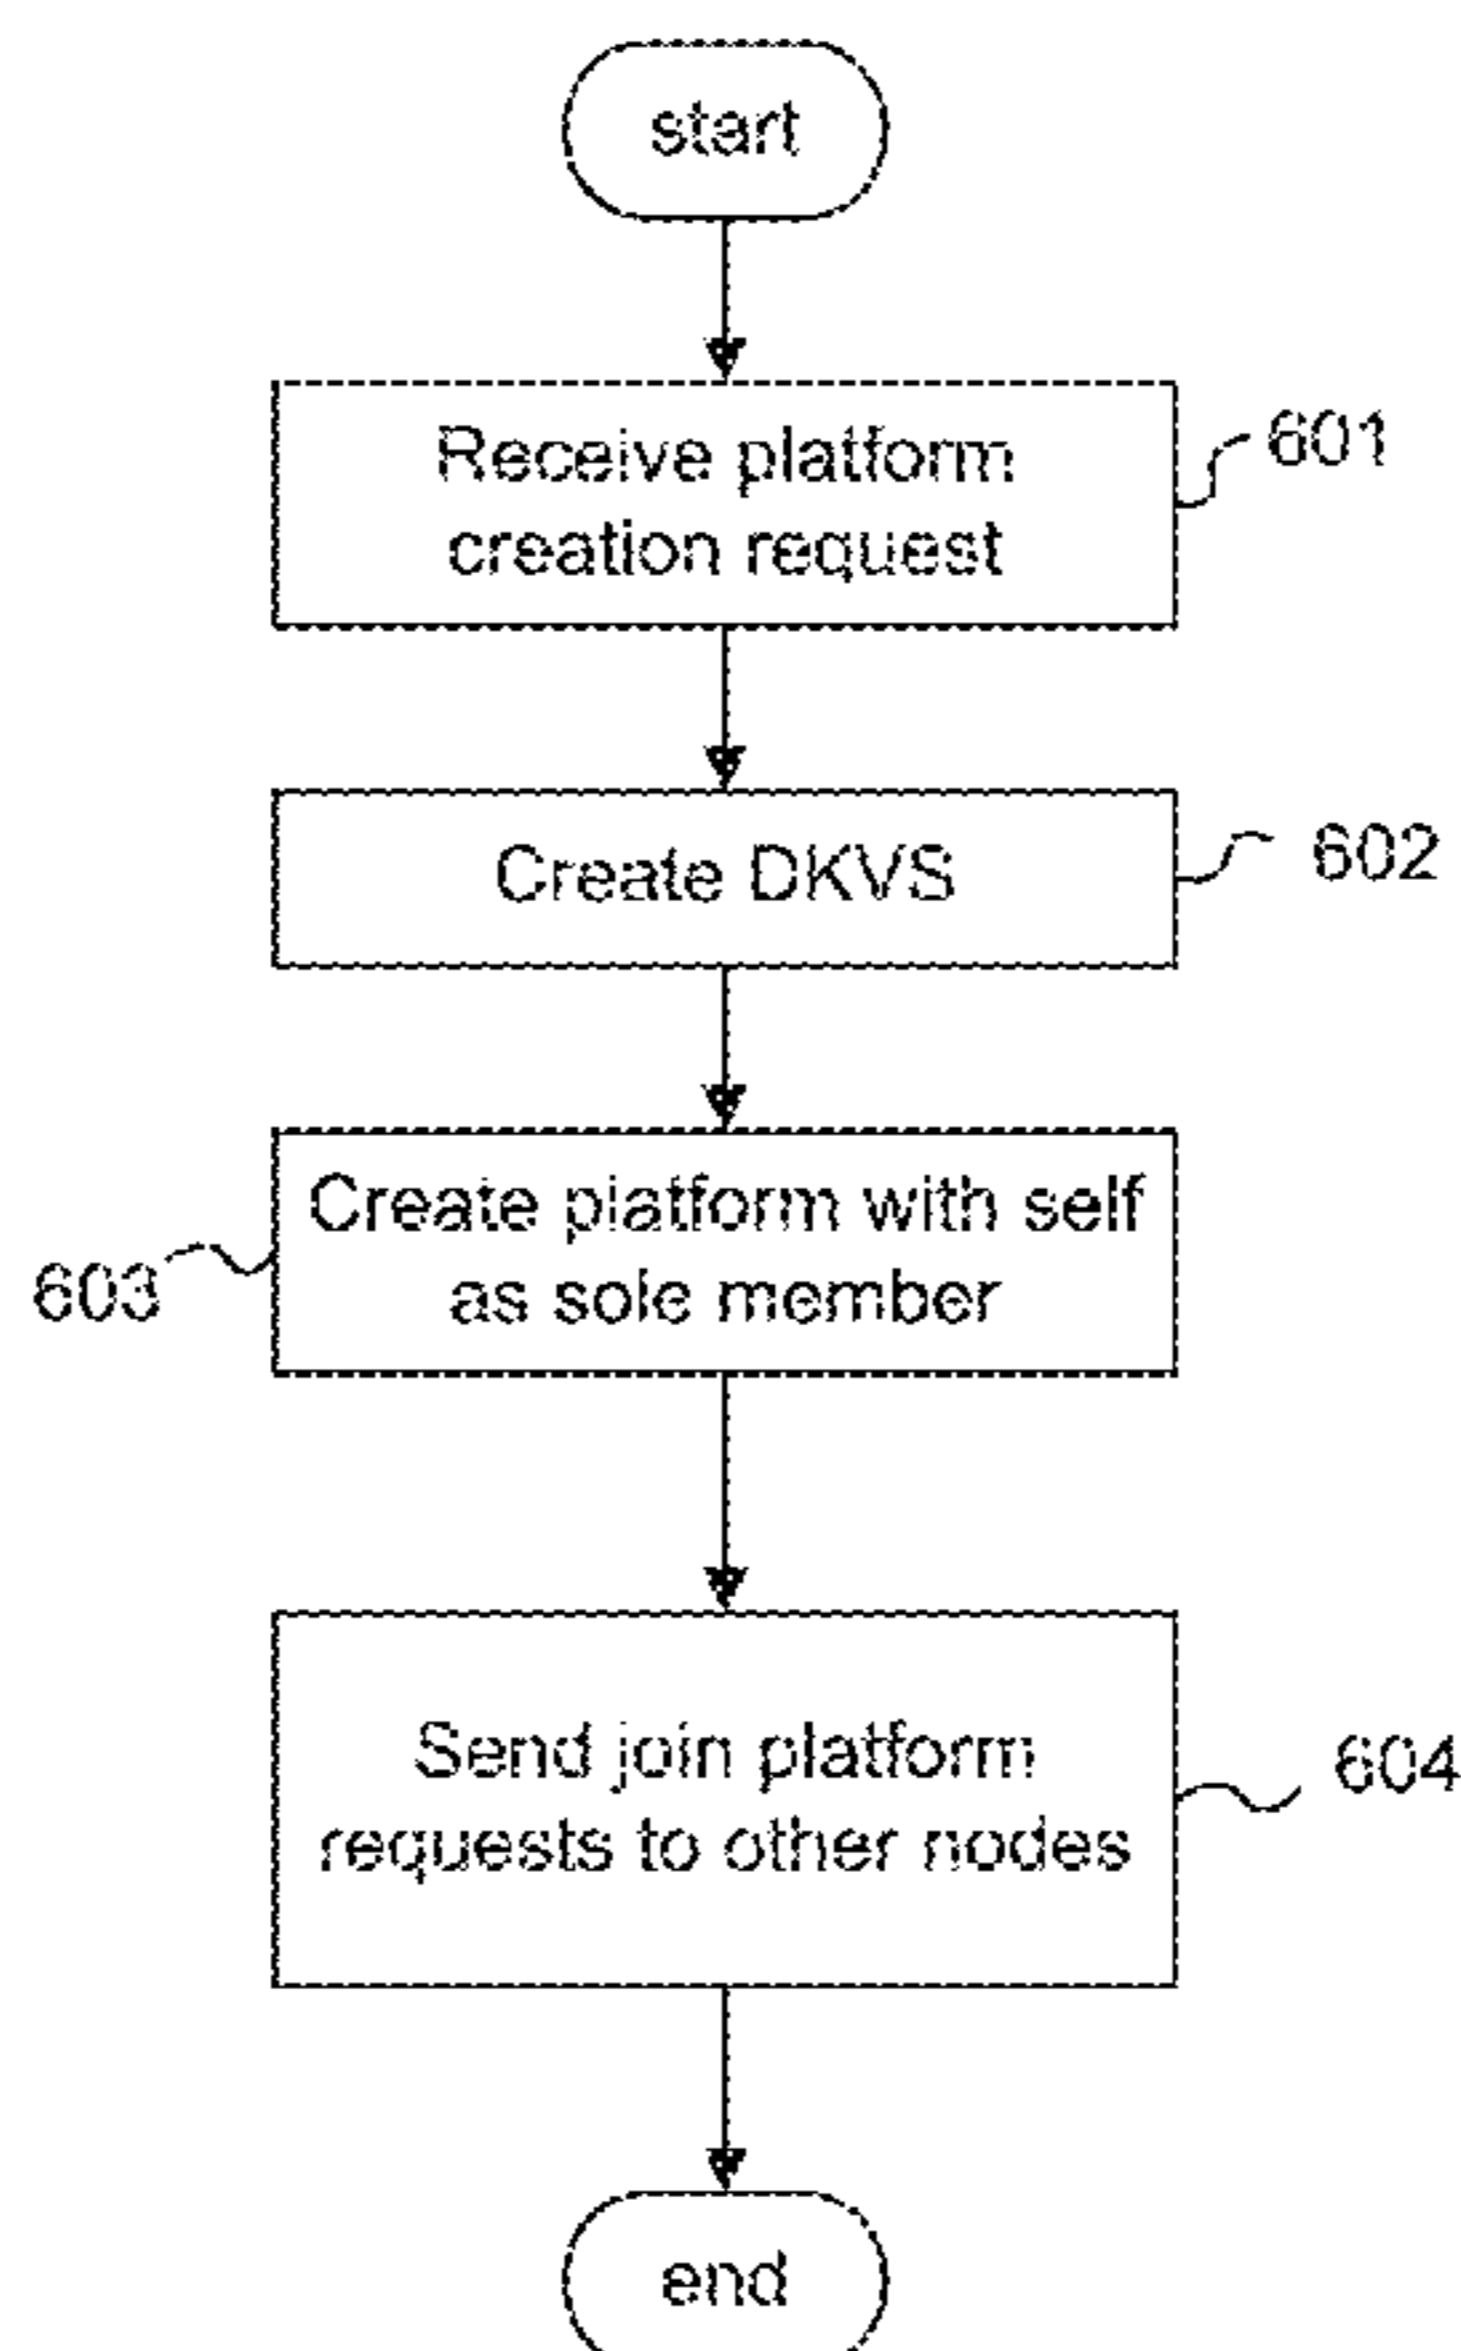 start
Receive platform
creation request
601
Create DKVS
602
Create platform with self
as sole member
603
Send join platform
requests to other nodes
604
end